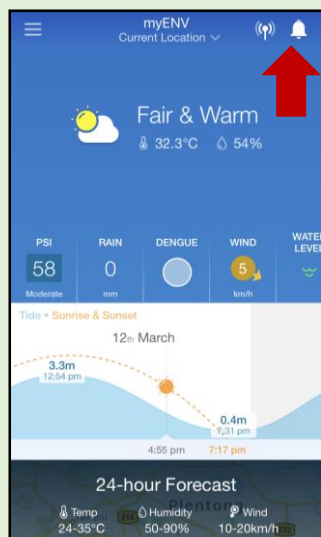 myENV
Current Location
Fair & Warm
32.3°C 54%
PSI RAIN DENGUE WIND WATER LEVEL
58 0 5
Moderate mm km/h
Tide • Sunrise & Sunset
12th March
3.3m
12:54 pm
0.4m
7:31 pm
4:55 pm 7:17 pm
24-hour Forecast
Plentong
Temp Humidity Wind
24-35°C 50-90% 10-20km/h